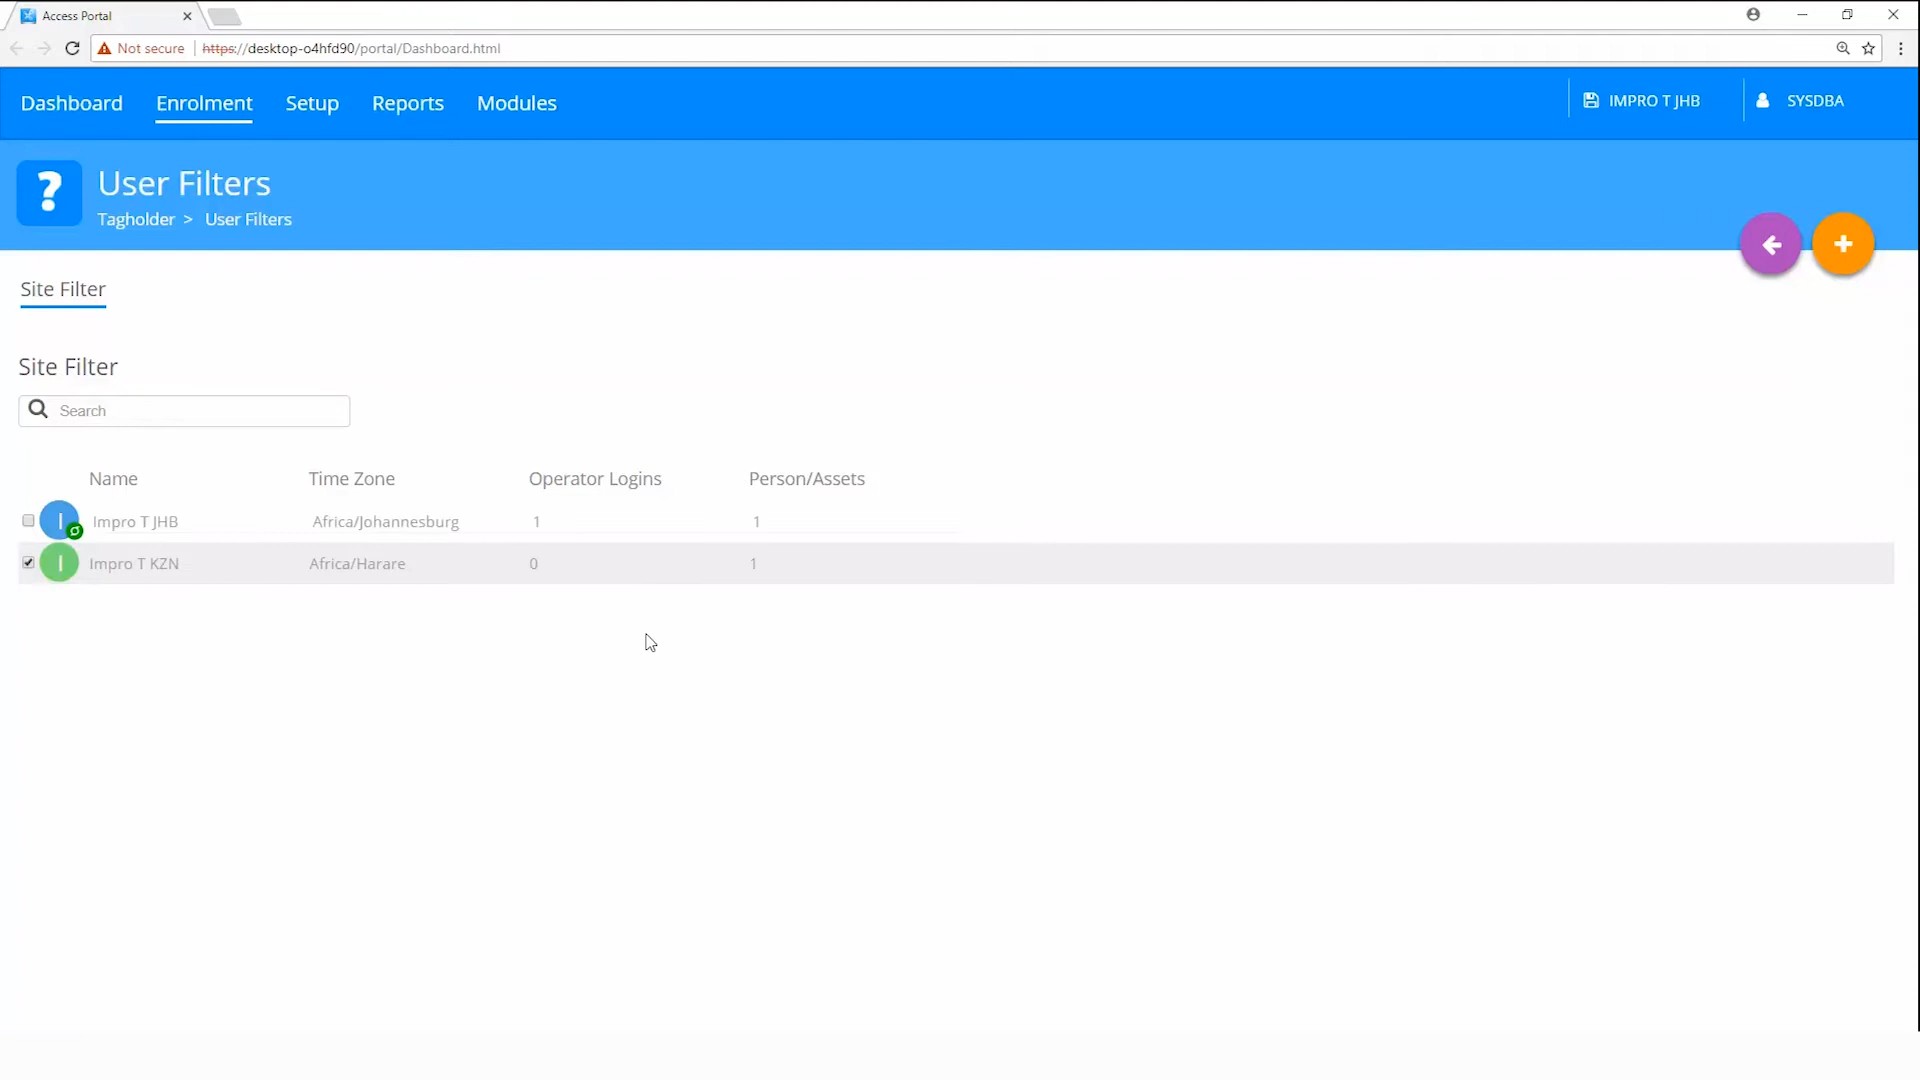 Access Portal
Not secure https://desktop-o4hfd90/portal/Dashboard.html
Dashboard Enrolment Setup Reports Modules IMPRO T JHB SYSDBA
? User Filters
Tagholder > User Filters
Site Filter
Site Filter
Search
Name Time Zone Operator Logins Person/Assets
I Impro T JHB Africa/Johannesburg 1 1
I Impro T KZN Africa/Harare 0 1